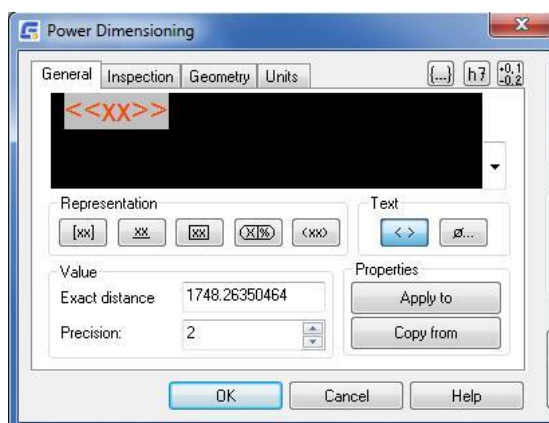 Power Dimensioning
General Inspection Geometry Units {...} h7 +0.1 -0.2
<<xx>>
Representation Text
[xx] xx xx (X|%) (xx) < > ø...
Value Properties
Exact distance 1748.26350464 Apply to
Precision: 2 Copy from
OK Cancel Help